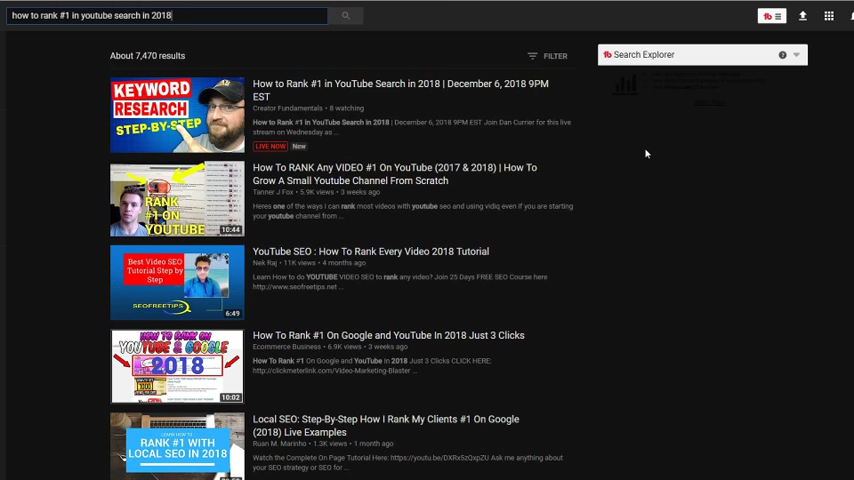 how to rank #1 in youtube search in 2018
About 7,470 results
FILTER
Search Explorer
KEYWORD
RESEARCH
STEP-BY-STEP
How to Rank #1 in YouTube Search in 2018 | December 6, 2018 9PM
EST
Creator Fundamentals • 8 watching
How to Rank #1 in YouTube Search in 2018 | December 6, 2018 9PM EST Join Dan Currier for this live
stream on Wednesday as ...
LIVE NOW New
RANK
#1 ON
YOUTUBE
10:44
How To RANK Any VIDEO #1 On YouTube (2017 & 2018) | How To
Grow A Small Youtube Channel From Scratch
Tanner J Fox • 5.9K views • 3 weeks ago
Heres one of the ways i can rank most videos with youtube seo and using vidiq even if you are starting
your youtube channel from ...
Best Video SEO
Tutorial Step by
Step
SEOFREETIPS
6:49
YouTube SEO : How To Rank Every Video 2018 Tutorial
Nek Raj • 11K views • 4 months ago
Learn How to do YOUTUBE VIDEO SEO to rank any video? Join 25 Days FREE SEO Course here
http://www.seofreetips.net ...
HOW TO RANK ON
YOUTUBE & GOOGLE
2018
10:02
How To Rank #1 On Google and YouTube In 2018 Just 3 Clicks
Ecommerce Business • 6.9K views • 3 weeks ago
How To Rank #1 On Google and YouTube In 2018 Just 3 Clicks CLICK HERE:
http://clickmeterlink.com/Video-Marketing-Blaster ...
LEARN HOW TO
RANK #1 WITH
LOCAL SEO IN 2018
Local SEO: Step-By-Step How I Rank My Clients #1 On Google
(2018) Live Examples
Ruan M. Marinho • 1.3K views • 1 month ago
Watch the Complete On Page Tutorial Here: https://youtu.be/DXRx5zQxpZU Ask me anything about
your SEO strategy or SEO for ...